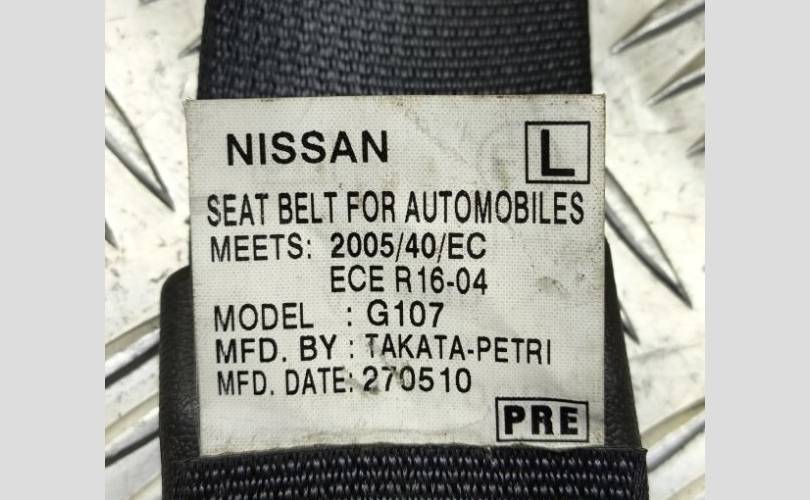 NISSAN L
SEAT BELT FOR AUTOMOBILES
MEETS: 2005/40/EC
ECE R16-04
MODEL : G107
MFD. BY : TAKATA-PETRI
MFD. DATE: 270510
PRE